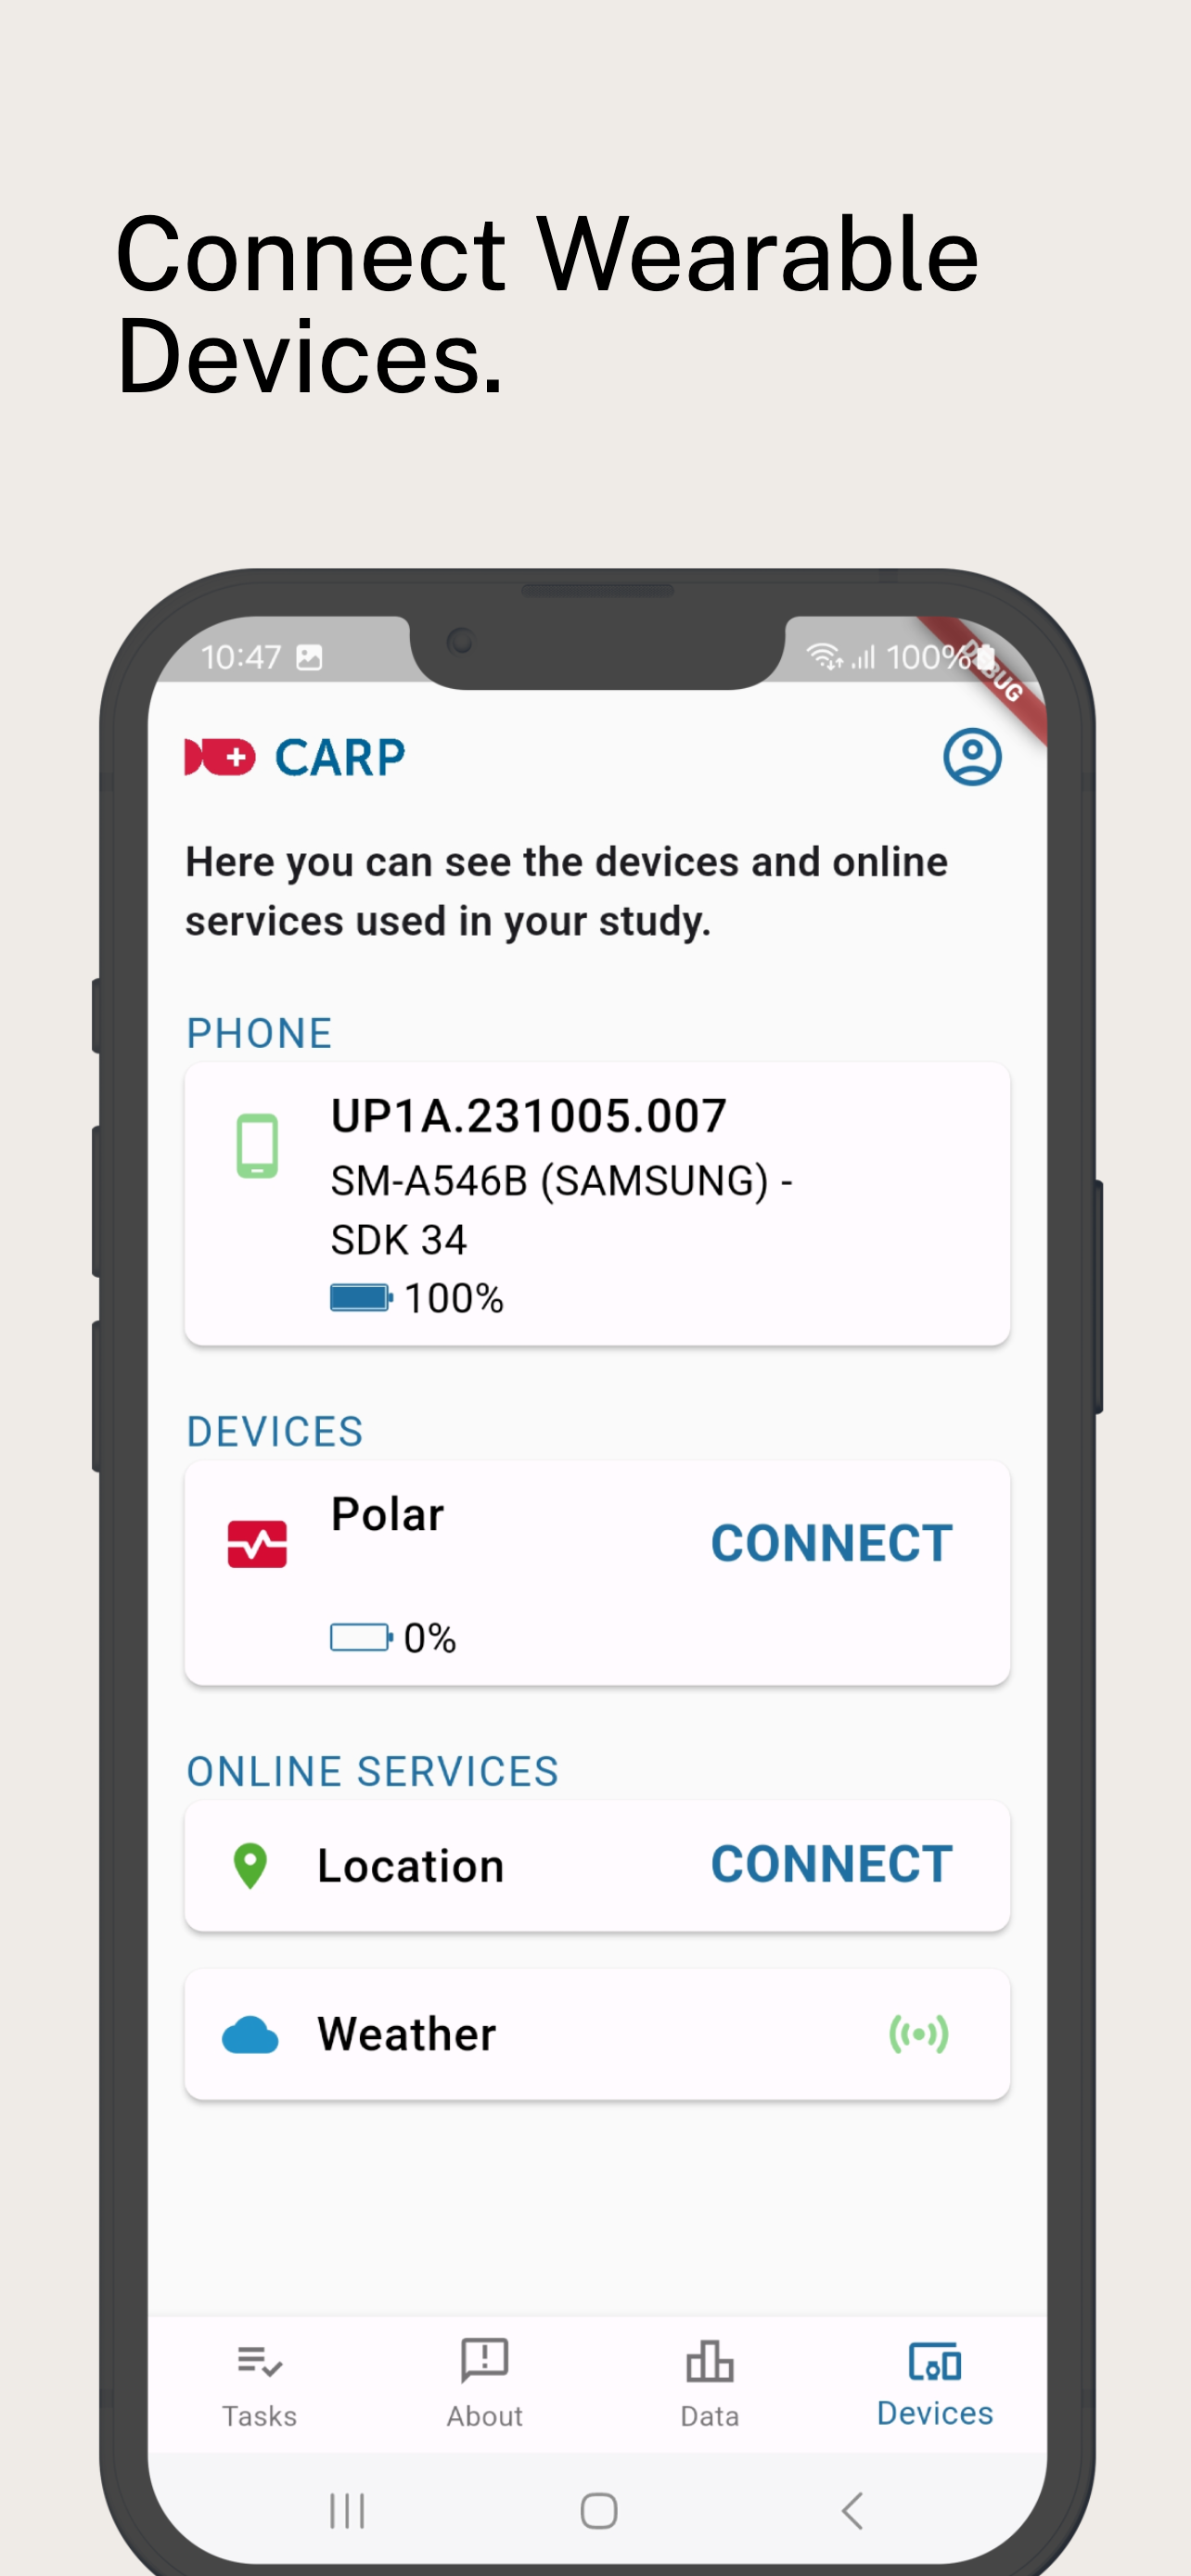 Connect Wearable
Devices.
10:47 100%
DEBUG
CARP
Here you can see the devices and online
services used in your study.
PHONE
UP1A.231005.007
SM-A546B (SAMSUNG) -
SDK 34
100%
DEVICES
Polar
CONNECT
0%
ONLINE SERVICES
Location CONNECT
Weather
Tasks About Data Devices